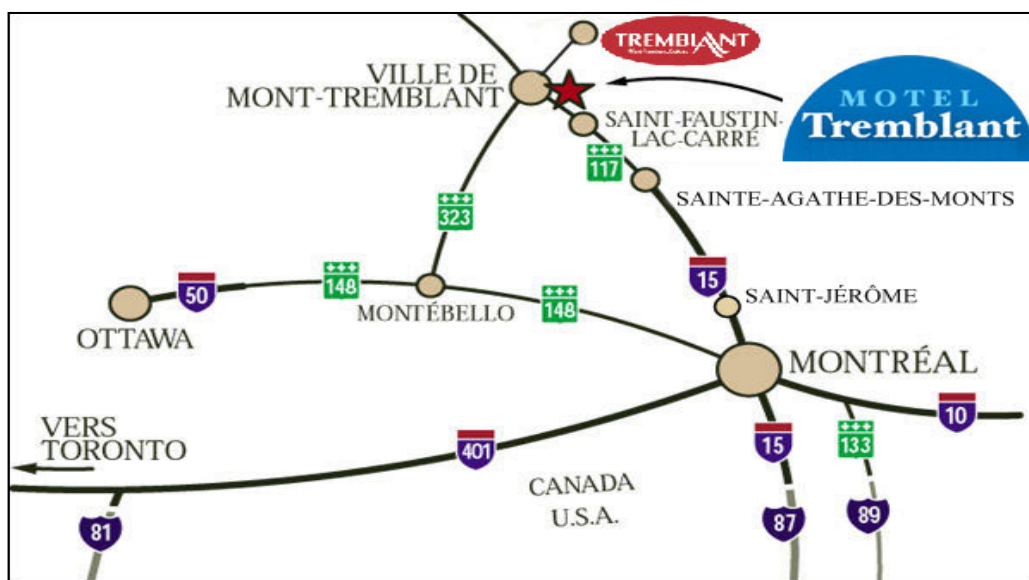 TREMBLANT
VILLE DE
MONT-TREMBLANT
MOTEL
Tremblant
SAINT-FAUSTIN-
LAC-CARRÉ
117
SAINTE-AGATHE-DES-MONTS
323
15
50
148
148
SAINT-JÉRÔME
MONTÉBELLO
OTTAWA
MONTRÉAL
VERS
TORONTO
10
401
15
133
CANADA
U.S.A.
81
87
89